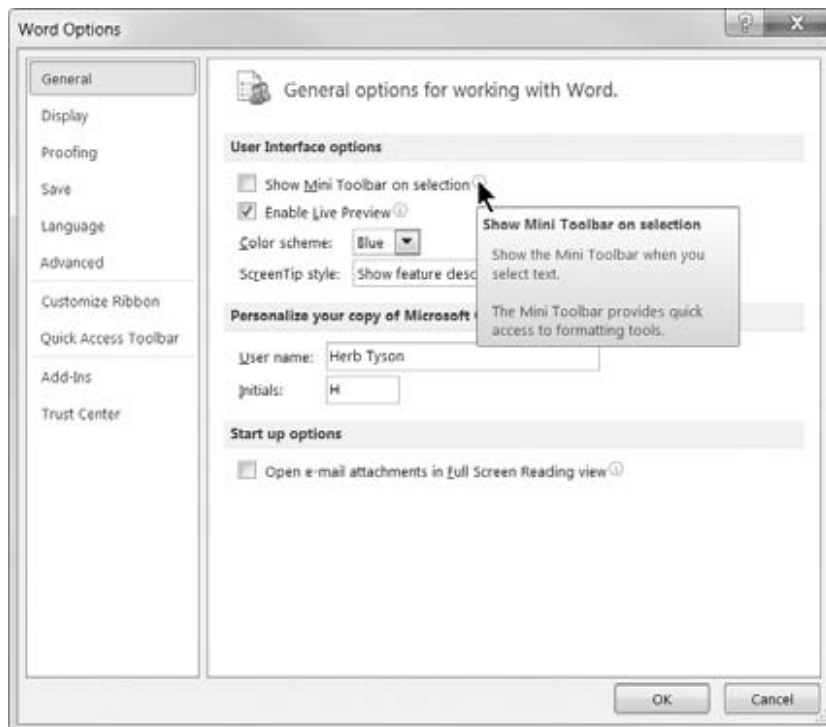 Word Options
General
Display
Proofing
Save
Language
Advanced
Customize Ribbon
Quick Access Toolbar
Add-Ins
Trust Center
General options for working with Word.
User Interface options
Show Mini Toolbar on selection
Enable Live Preview
Color scheme: Blue
ScreenTip style: Show feature desc
Show Mini Toolbar on selection
Show the Mini Toolbar when you
select text.
The Mini Toolbar provides quick
access to formatting tools.
Personalize your copy of Microsoft
User name: Herb Tyson
Initials: H
Start up options
Open e-mail attachments in Full Screen Reading view
OK Cancel